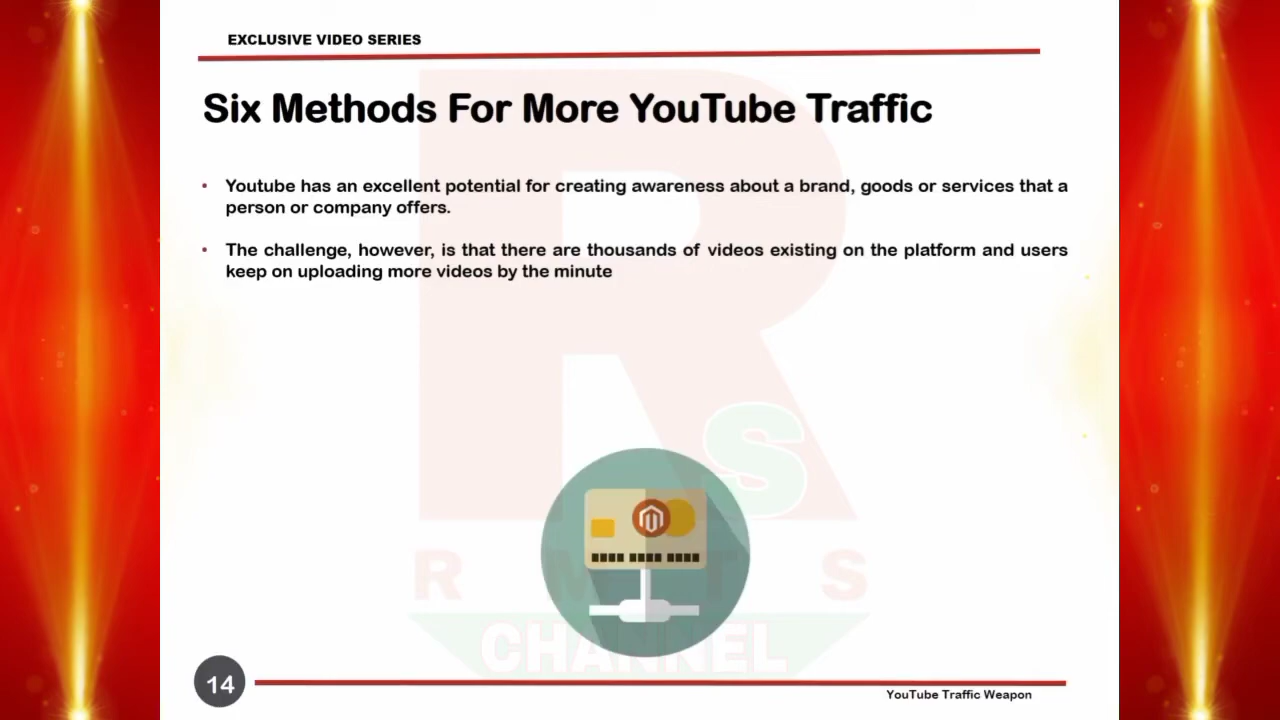 EXCLUSIVE VIDEO SERIES
Six Methods For More YouTube Traffic
• Youtube has an excellent potential for creating awareness about a brand, goods or services that a
person or company offers.
• The challenge, however, is that there are thousands of videos existing on the platform and users
keep on uploading more videos by the minute
Rs
R M T S
CHANNEL
14
YouTube Traffic Weapon